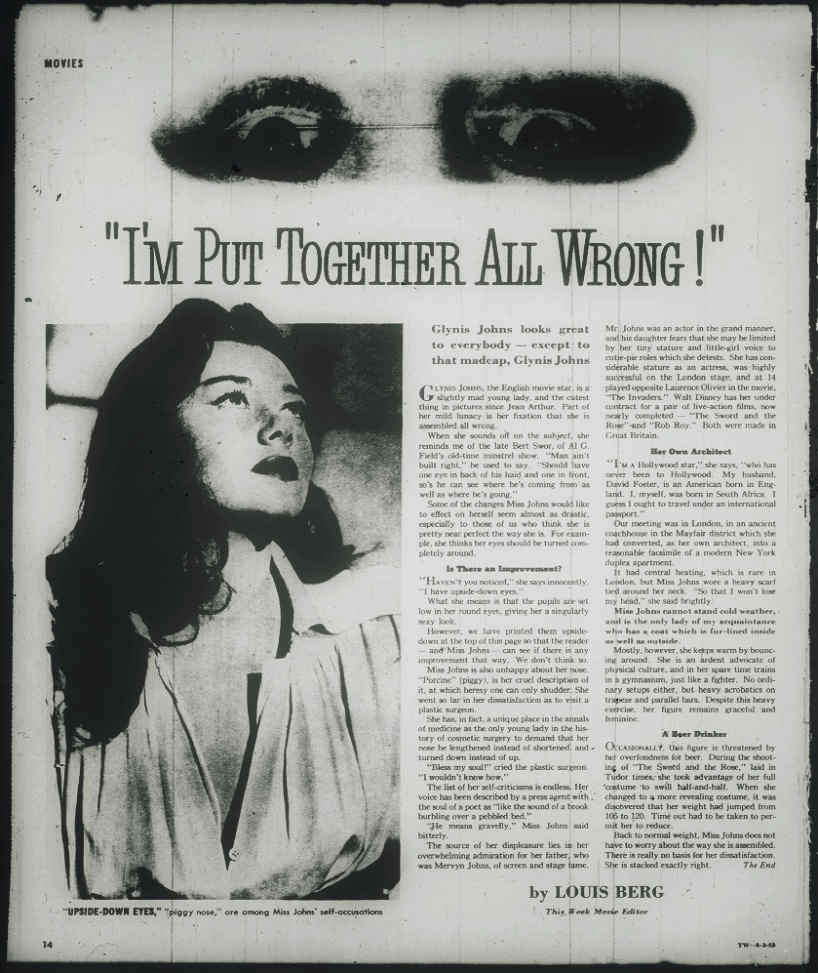 MOVIES
"I'M PUT TOGETHER ALL WRONG!"
Glynis Johns looks great
to everybody — except to
that madcap, Glynis Johns
GLYNIS JOHNS, the English movie star, is a
slightly mad young lady, and the cutest
thing in pictures since Jean Arthur. Part of
her mild lunacy is her fixation that she is
assembled all wrong.
When she sounds off on the subject, she
reminds me of the late Bert Swor, of Al G.
Field's old-time minstrel show. "Man ain't
built right," he used to say. "Should have
one eye in back of his haid and one in front,
so's he can see where he's coming from as
well as where he's going."
Some of the changes Miss Johns would like
to effect on herself seem almost as drastic,
especially to those of us who think she is
pretty near perfect the way she is. For exam-
ple, she thinks her eyes should be turned com-
pletely around.
Is There an Improvement?
"HAVEN'T you noticed," she says innocently.
"I have upside-down eyes."
What she means is that the pupils are set
low in her round eyes, giving her a singularly
sexy look.
However, we have printed them upside-
down at the top of this page so that the reader
— and Miss Johns — can see if there is any
improvement that way. We don't think so.
Miss Johns is also unhappy about her nose.
"Porcine" (piggy), is her cruel description of
it, at which heresy one can only shudder. She
went so far in her dissatisfaction as to visit a
plastic surgeon.
She has, in fact, a unique place in the annals
of medicine as the only young lady in the his-
tory of cosmetic surgery to demand that her
nose be lengthened instead of shortened, and
turned down instead of up.
"Bless my soul!" cried the plastic surgeon.
"I wouldn't know how."
The list of her self-criticisms is endless. Her
voice has been described by a press agent with
the soul of a poet as "like the sound of a brook
burbling over a pebbled bed."
"He means gravelly," Miss Johns said
bitterly.
The source of her displeasure lies in her
overwhelming admiration for her father, who
was Mervyn Johns, of screen and stage fame.
Mr. Johns was an actor in the grand manner,
and his daughter fears that she may be limited
by her tiny stature and little-girl voice to
cutie-pie roles which she detests. She has con-
siderable stature as an actress, was highly
successful on the London stage, and at 14
played opposite Laurence Olivier in the movie,
"The Invaders." Walt Disney has her under
contract for a pair of live-action films, now
nearly completed — "The Sword and the
Rose" and "Rob Roy." Both were made in
Great Britain.
Her Own Architect
"I'M A Hollywood star," she says, "who has
never been to Hollywood. My husband,
David Foster, is an American born in Eng-
land. I, myself, was born in South Africa. I
guess I ought to travel under an international
passport."
Our meeting was in London, in an ancient
coachhouse in the Mayfair district which she
had converted, as her own architect, into a
reasonable facsimile of a modern New York
duplex apartment.
It had central heating, which is rare in
London, but Miss Johns wore a heavy scarf
tied around her neck. "So that I won't lose
my head," she said brightly.
Miss Johns cannot stand cold weather,
and is the only lady of my acquaintance
who has a coat which is fur-lined inside
as well as outside.
Mostly, however, she keeps warm by bounc-
ing around. She is an ardent advocate of
physical culture, and in her spare time trains
in a gymnasium, just like a fighter. No ordi-
nary setups either, but heavy acrobatics on
trapeze and parallel bars. Despite this heavy
exercise, her figure remains graceful and
feminine.
A Beer Drinker
OCCASIONALLY, this figure is threatened by
her overfondness for beer. During the shoot-
ing of "The Sword and the Rose," laid in
Tudor times, she took advantage of her full
costume to swill half-and-half. When she
changed to a more revealing costume, it was
discovered that her weight had jumped from
105 to 120. Time out had to be taken to per-
mit her to reduce.
Back to normal weight, Miss Johns does not
have to worry about the way she is assembled.
There is really no basis for her dissatisfaction.
She is stacked exactly right. The End
by LOUIS BERG
This Week Movie Editor
"UPSIDE-DOWN EYES," "piggy nose," are among Miss Johns' self-accusations
14